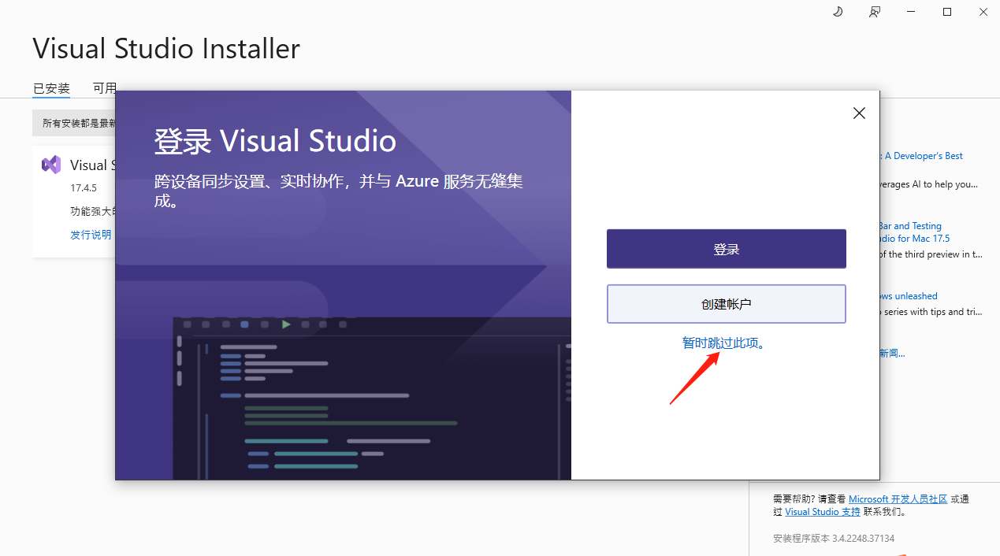 Visual Studio Installer
已安装
可用
所有安装都是最新
Visual S
17.4.5
功能强大的
发行说明
登录 Visual Studio
跨设备同步设置、实时协作，并与 Azure 服务无缝集
成。
登录
创建帐户
暂时跳过此项。
: A Developer's Best
verages AI to help you...
Bar and Testing
dio for Mac 17.5
of the third preview in t...
ows unleashed
series with tips and tri...
新闻...
需要帮助? 请查看 Microsoft 开发人员社区 或通
过 Visual Studio 支持 联系我们。
安装程序版本 3.4.2248.37134